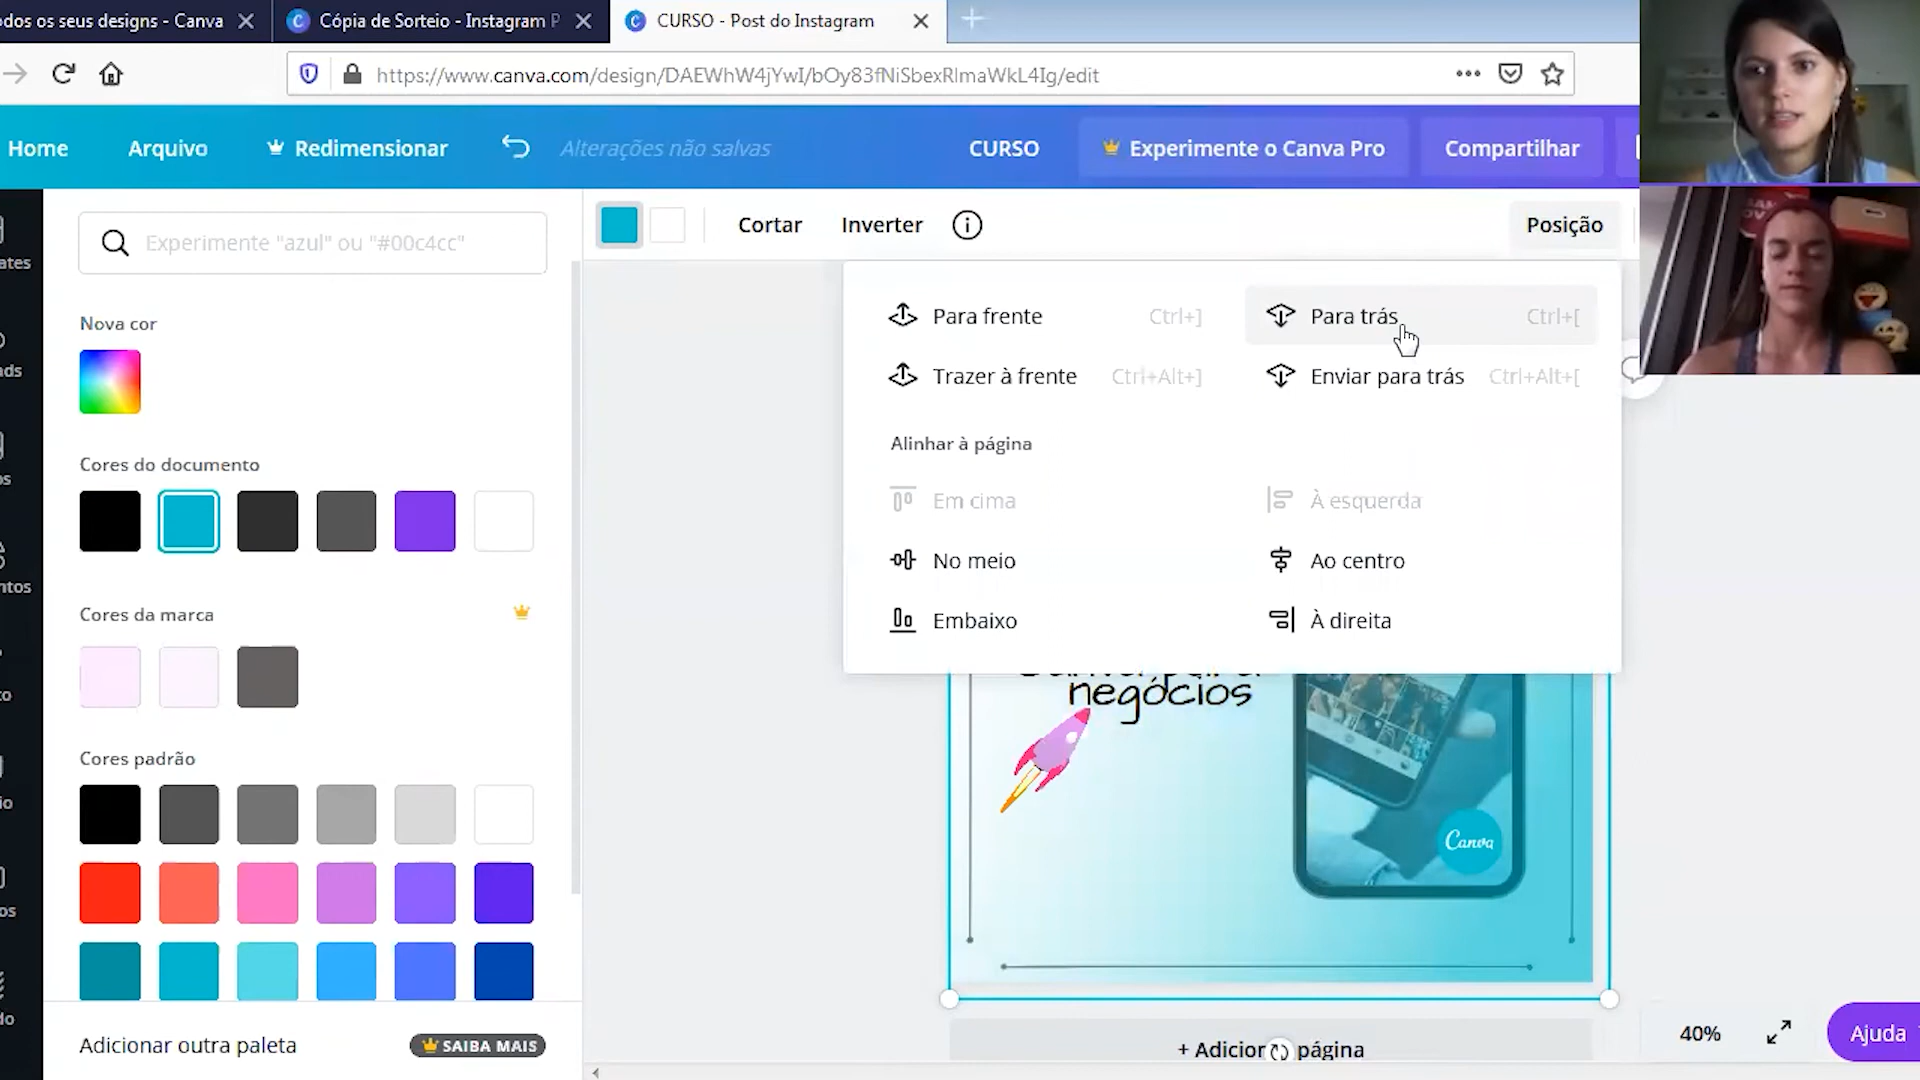 dos os seus designs - Canva
Cópia de Sorteio - Instagram P
CURSO - Post do Instagram
https://www.canva.com/design/DAEWhW4jYwI/bOy83fNiSbexRlmaWkL4Ig/edit
Home
Arquivo
Redimensionar
Alterações não salvas
CURSO
Experimente o Canva Pro
Compartilhar
Experimente "azul" ou "#00c4cc"
Cortar
Inverter
Posição
Para frente Ctrl+]
Para trás Ctrl+[
Trazer à frente Ctrl+Alt+]
Enviar para trás Ctrl+Alt+[
Alinhar à página
Em cima
À esquerda
No meio
Ao centro
Embaixo
À direita
Nova cor
Cores do documento
Cores da marca
Cores padrão
Adicionar outra paleta
SAIBA MAIS
negócios
Canva
+ Adicionar página
40%
Ajuda